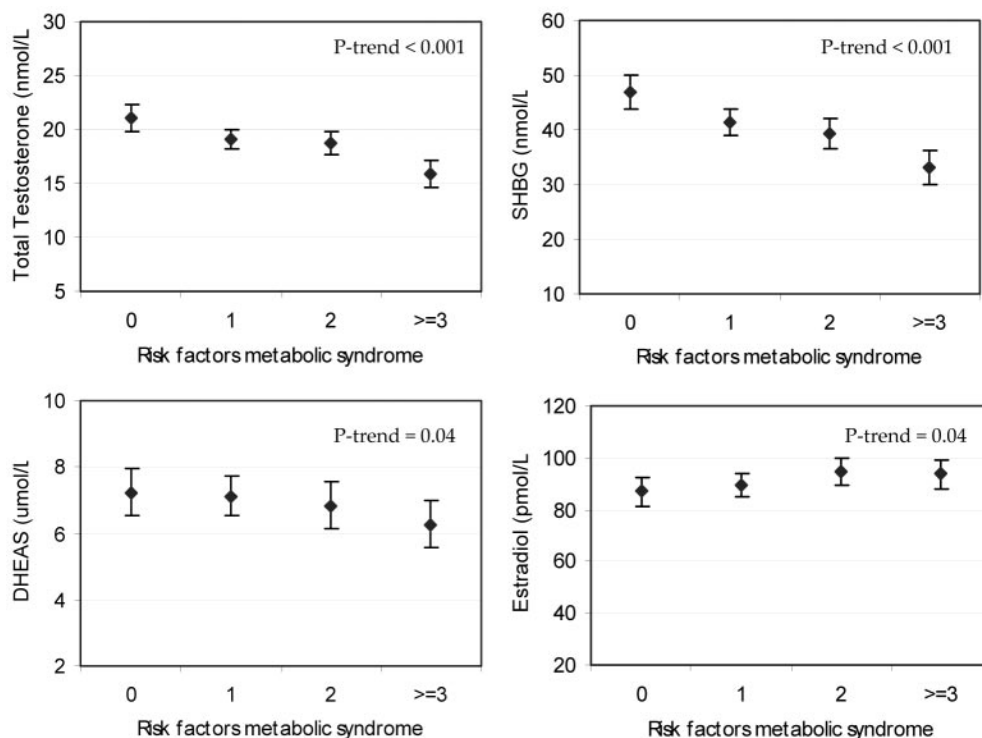 30
25
20
15
10
5
Total Testosterone (nmol/L)
P-trend < 0.001
0 1 2 >=3
Risk factors metabolic syndrome
60
50
40
30
20
10
SHBG (nmol/L)
P-trend < 0.001
0 1 2 >=3
Risk factors metabolic syndrome
10
8
6
4
2
DHEAS (umol/L)
P-trend = 0.04
0 1 2 >=3
Risk factors metabolic syndrome
120
100
80
60
40
20
Estradiol (pmol/L)
P-trend = 0.04
0 1 2 >=3
Risk factors metabolic syndrome